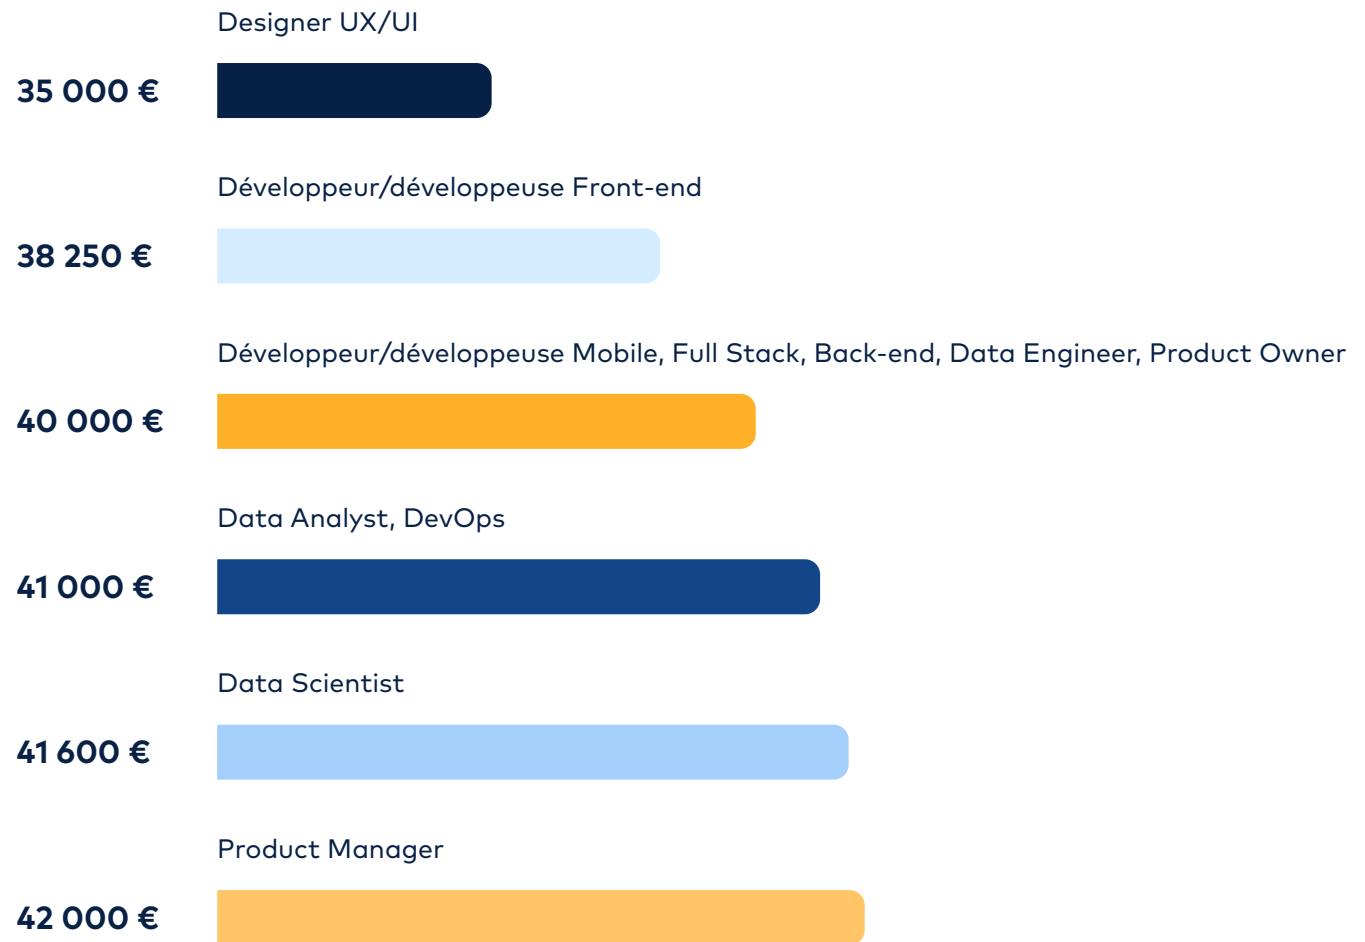 Designer UX/UI
35 000 €
Développeur/développeuse Front-end
38 250 €
Développeur/développeuse Mobile, Full Stack, Back-end, Data Engineer, Product Owner
40 000 €
Data Analyst, DevOps
41 000 €
Data Scientist
41 600 €
Product Manager
42 000 €